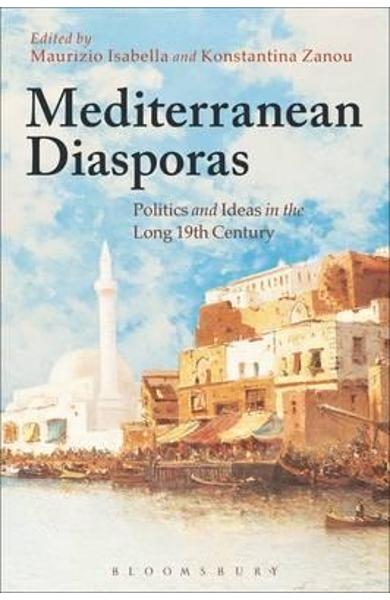 Edited by
Maurizio Isabella and Konstantina Zanou
Mediterranean
Diasporas
Politics and Ideas in the
Long 19th Century
BLOOMSBURY